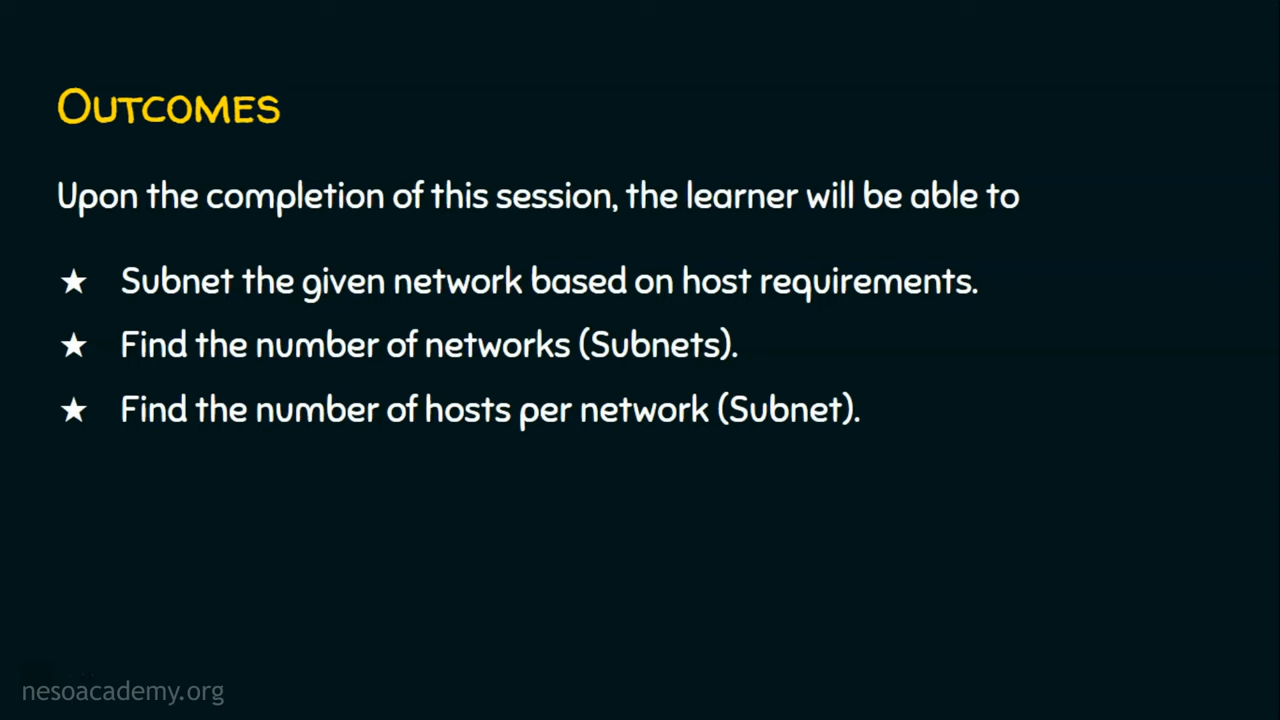 OUTCOMES
Upon the completion of this session, the learner will be able to
★ Subnet the given network based on host requirements.
★ Find the number of networks (Subnets).
★ Find the number of hosts per network (Subnet).
nesoacademy.org